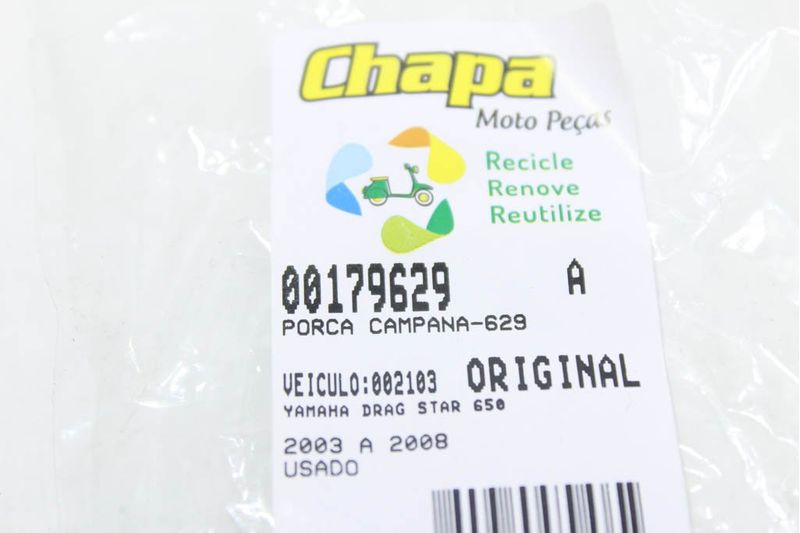 Chapa
Moto Peças
Recicle
Renove
Reutilize
00179629 A
PORCA CAMPANA-629
VEICULO:002103 ORIGINAL
YAMAHA DRAG STAR 650
2003 A 2008
USADO